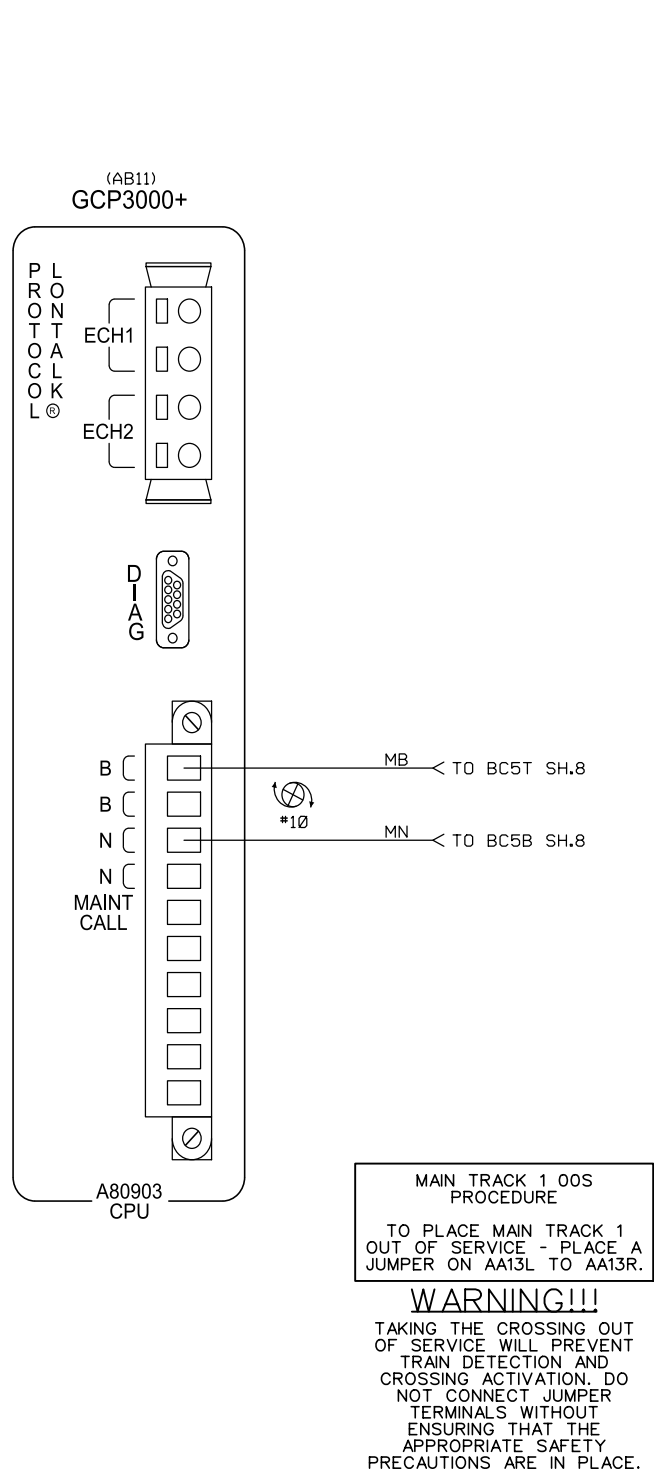 (AB11)
GCP3000+
PROTOCOL
LONTALK®
ECH1
ECH2
DIAG
B
MB
TO BC5T SH.8
B
#10
N
MN
TO BC5B SH.8
N
MAINT
CALL
A80903
CPU
MAIN TRACK 1 OOS
PROCEDURE
TO PLACE MAIN TRACK 1
OUT OF SERVICE - PLACE A
JUMPER ON AA13L TO AA13R.
WARNING!!!
TAKING THE CROSSING OUT
OF SERVICE WILL PREVENT
TRAIN DETECTION AND
CROSSING ACTIVATION. DO
NOT CONNECT JUMPER
TERMINALS WITHOUT
ENSURING THAT THE
APPROPRIATE SAFETY
PRECAUTIONS ARE IN PLACE.